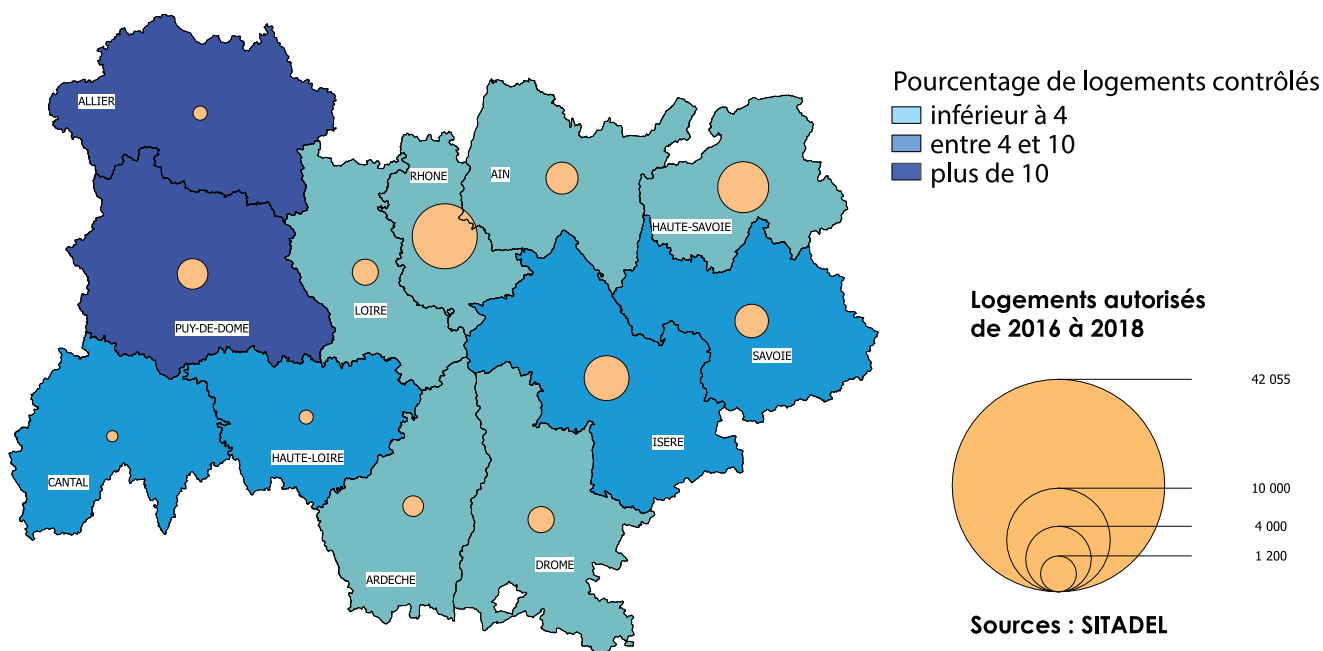 ALLIER
RHONE
AIN
HAUTE-SAVOIE
LOIRE
PUY-DE-DOME
SAVOIE
ISERE
HAUTE-LOIRE
CANTAL
DROME
ARDECHE
Pourcentage de logements contrôlés
inférieur à 4
entre 4 et 10
plus de 10
Logements autorisés
de 2016 à 2018
42 055
10 000
4 000
1 200
Sources : SITADEL